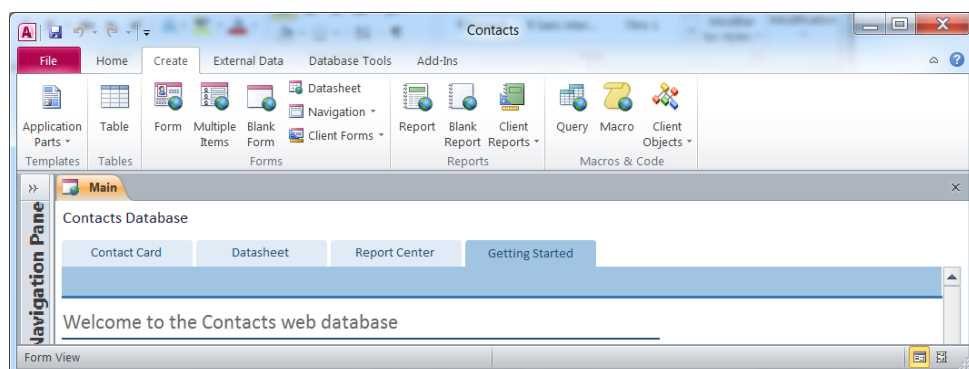 A
Contacts
File Home Create External Data Database Tools Add-Ins
Application Parts
Table
Form
Multiple Items
Blank Form
Datasheet
Navigation
Client Forms
Report
Blank Report
Client Reports
Query
Macro
Client Objects
Templates Tables Forms Reports Macros & Code
Main
Navigation Pane
Contacts Database
Contact Card Datasheet Report Center Getting Started
Welcome to the Contacts web database
Form View